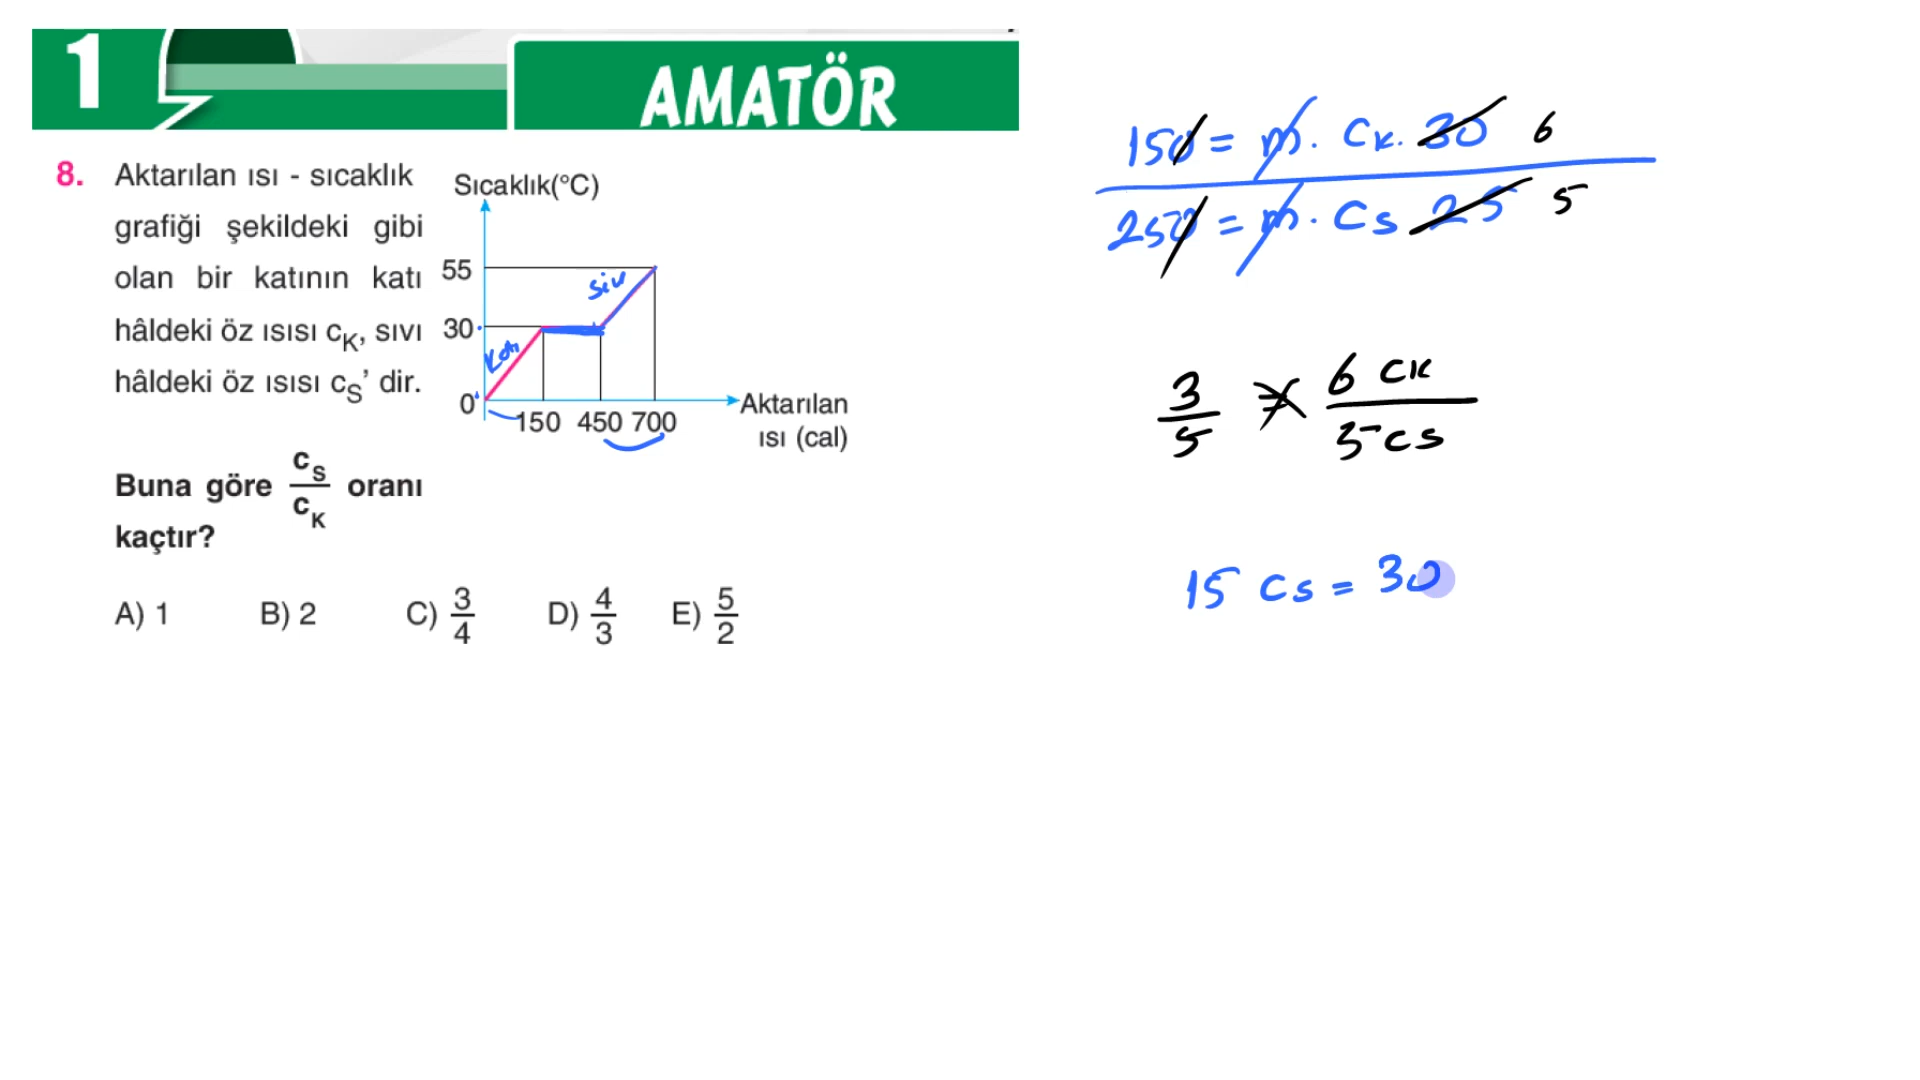 1
AMATÖR
8. Aktarılan ısı - sıcaklık
grafiği şekildeki gibi
olan bir katının katı
hâldeki öz ısısı cK, sıvı
hâldeki öz ısısı cS' dir.
Sıcaklık(°C)
55
30
0
150 450 700
Aktarılan
ısı (cal)
Katı
sıvı
Buna göre cS/cK oranı
kaçtır?
A) 1 B) 2 C) 3/4 D) 4/3 E) 5/2
150 = m. CK. 30 6
250 = m. Cs 25 5
3/5 = 6 CK/5 Cs
15 Cs = 30